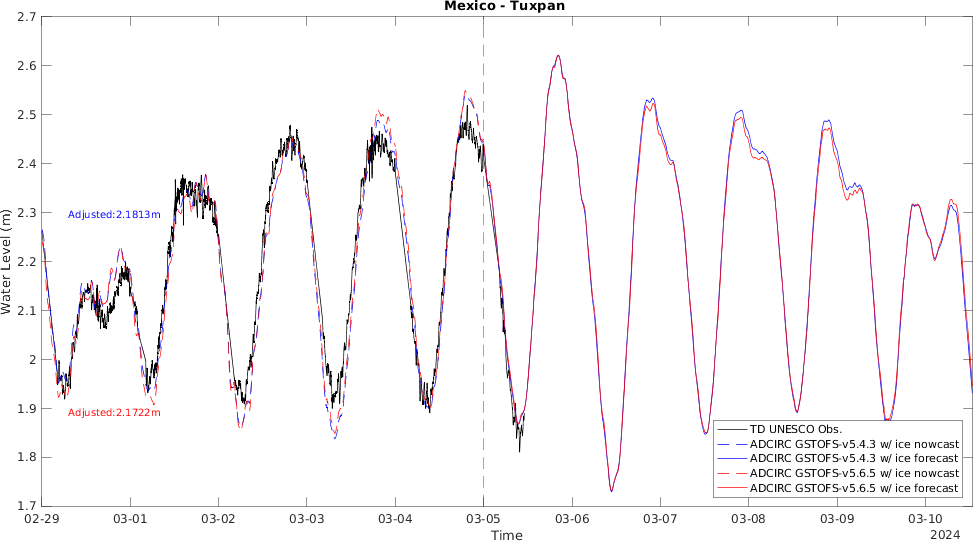 Mexico - Tuxpan
2.7
2.6
2.5
2.4
2.3
2.2
2.1
2
1.9
1.8
1.7
Water Level (m)
Adjusted:2.1813m
Adjusted:2.1722m
TD UNESCO Obs.
ADCIRC GSTOFS-v5.4.3 w/ ice nowcast
ADCIRC GSTOFS-v5.4.3 w/ ice forecast
ADCIRC GSTOFS-v5.6.5 w/ ice nowcast
ADCIRC GSTOFS-v5.6.5 w/ ice forecast
02-29 03-01 03-02 03-03 03-04 03-05 03-06 03-07 03-08 03-09 03-10
Time
2024